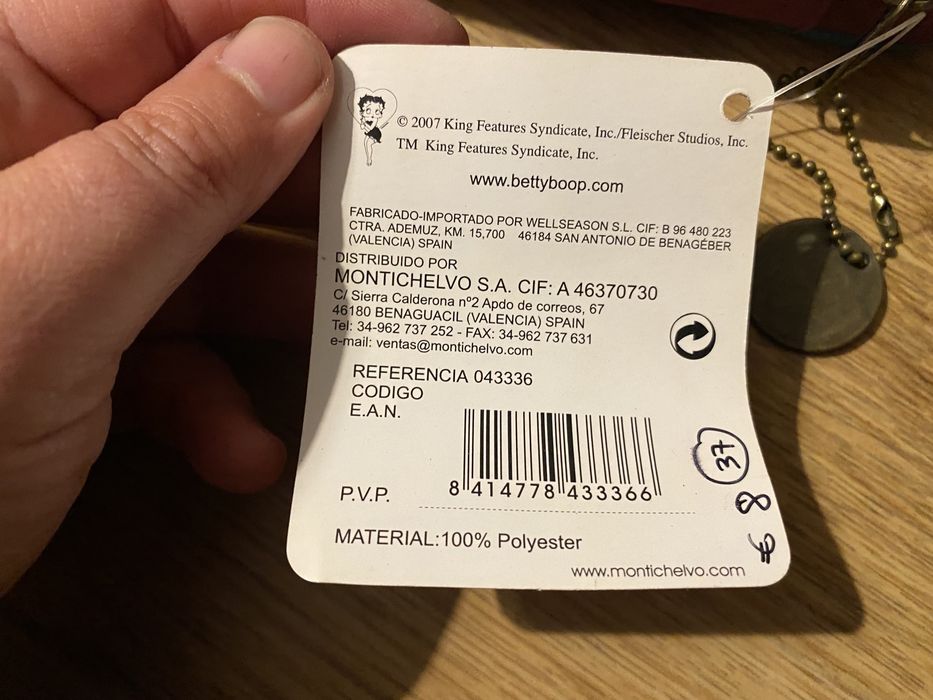 © 2007 King Features Syndicate, Inc./Fleischer Studios, Inc.
TM King Features Syndicate, Inc.
www.bettyboop.com
FABRICADO-IMPORTADO POR WELLSEASON S.L. CIF: B 96 480 223
CTRA. ADEMUZ, KM. 15,700 46184 SAN ANTONIO DE BENAGÉBER
(VALENCIA) SPAIN
DISTRIBUIDO POR
MONTICHELVO S.A. CIF: A 46370730
C/ Sierra Calderona nº2 Apdo de correos, 67
46180 BENAGUACIL (VALENCIA) SPAIN
Tel: 34-962 737 252 - FAX: 34-962 737 631
e-mail: ventas@montichelvo.com
REFERENCIA 043336
CODIGO
E.A.N.
8 414778 433366
P.V.P.
MATERIAL:100% Polyester
www.montichelvo.com
37
€ 8